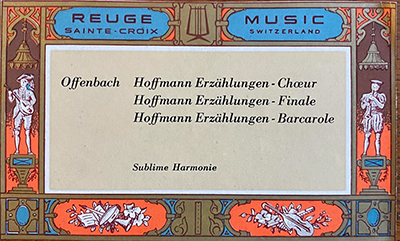 REUGE MUSIC
SAINTE-CROIX SWITZERLAND
Offenbach Hoffmann Erzählungen - Chœur
Hoffmann Erzählungen - Finale
Hoffmann Erzählungen - Barcarole
Sublime Harmonie